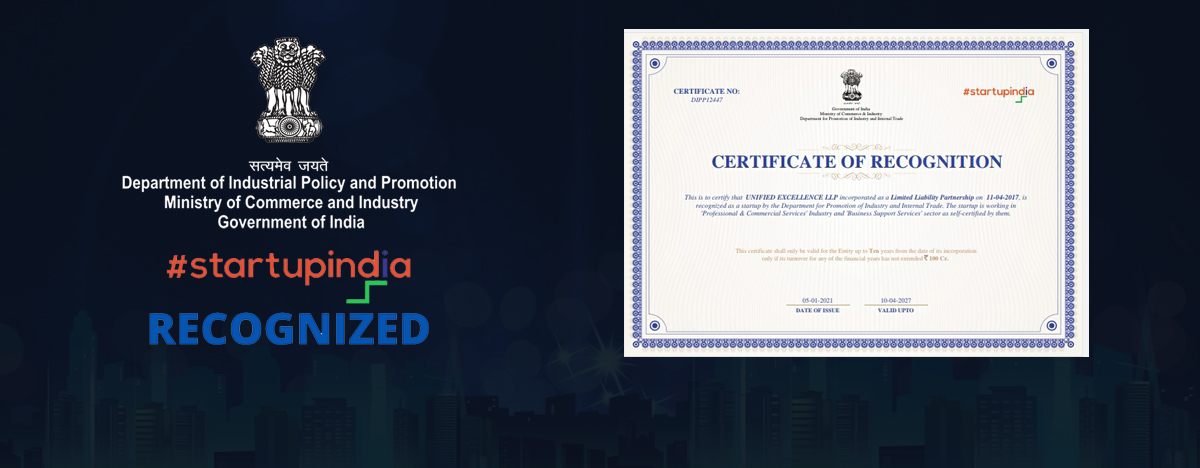 सत्यमेव जयते
Department of Industrial Policy and Promotion
Ministry of Commerce and Industry
Government of India
#startupindia
RECOGNIZED
CERTIFICATE NO:
DIPP12447
Government of India
Ministry of Commerce & Industry
Department for Promotion of Industry and Internal Trade
#startupindia
CERTIFICATE OF RECOGNITION
This is to certify that UNIFIED EXCELLENCE LLP incorporated as a Limited Liability Partnership on 11-04-2017, is
recognized as a startup by the Department for Promotion of Industry and Internal Trade. The startup is working in
'Professional & Commercial Services' Industry and 'Business Support Services' sector as self-certified by them.
This certificate shall only be valid for the Entity up to Ten years from the date of its incorporation
only if its turnover for any of the financial years has not exceeded ₹ 100 Cr.
05-01-2021
DATE OF ISSUE
10-04-2027
VALID UPTO